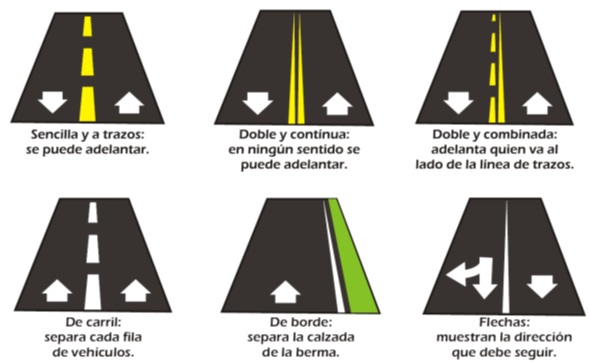 Sencilla y a trazos:
se puede adelantar.
Doble y contínua:
en ningún sentido se
puede adelantar.
Doble y combinada:
adelanta quien va al
lado de la línea de trazos.
De carril:
separa cada fila
de vehículos.
De borde:
separa la calzada
de la berma.
Flechas:
muestran la dirección
que debe seguir.